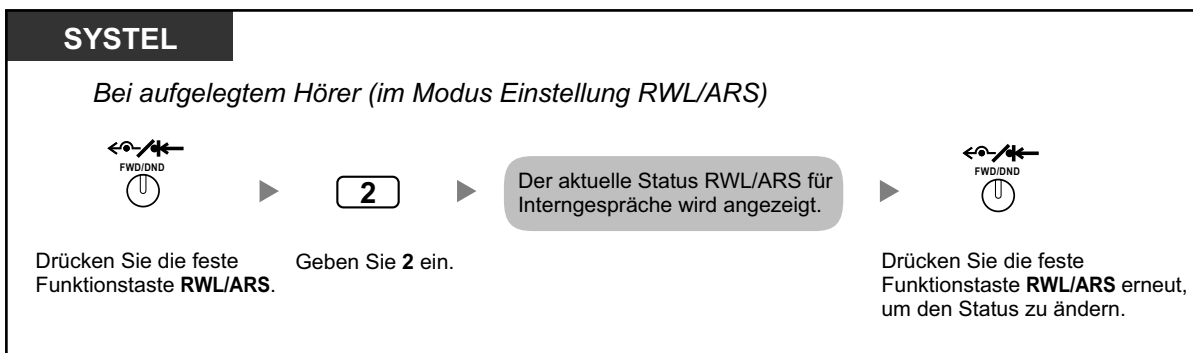 SYSTEL
Bei aufgelegtem Hörer (im Modus Einstellung RWL/ARS)
FWD/DND
2
Der aktuelle Status RWL/ARS für
Interngespräche wird angezeigt.
FWD/DND
Drücken Sie die feste
Funktionstaste RWL/ARS.
Geben Sie 2 ein.
Drücken Sie die feste
Funktionstaste RWL/ARS erneut,
um den Status zu ändern.